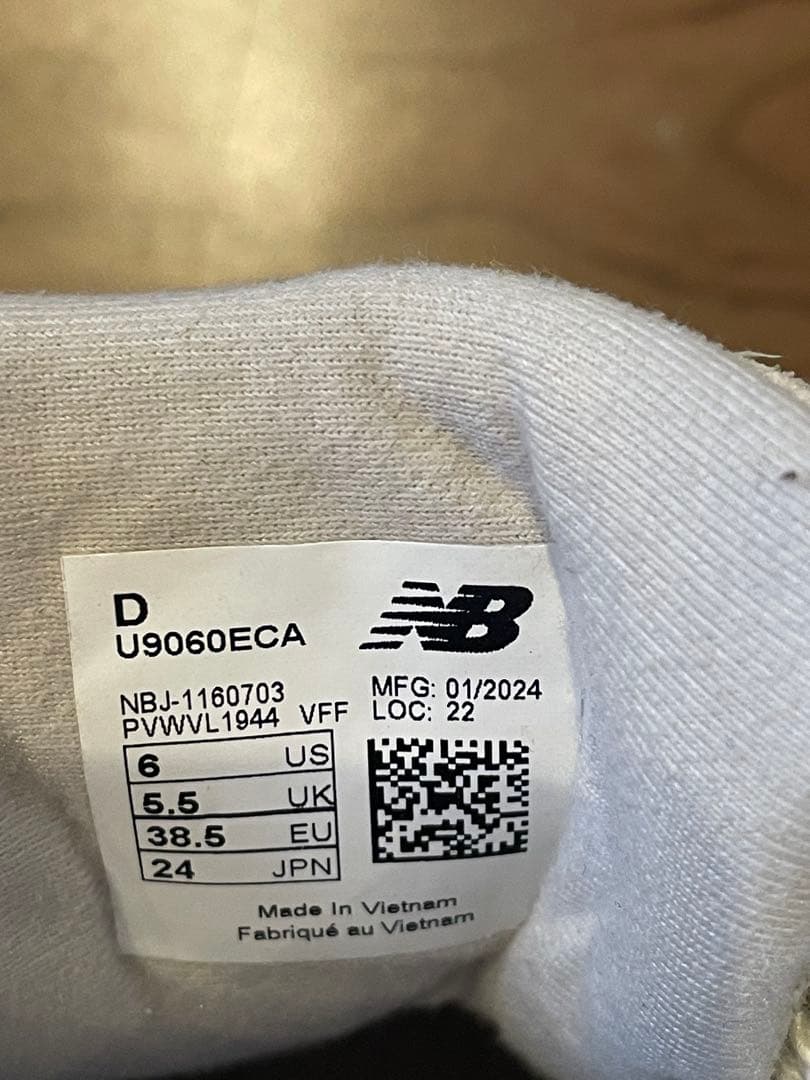 D
U9060ECA
NB
NBJ-1160703
PVWVL1944 VFF
MFG: 01/2024
LOC: 22
6 US
5.5 UK
38.5 EU
24 JPN
Made In Vietnam
Fabriqué au Vietnam